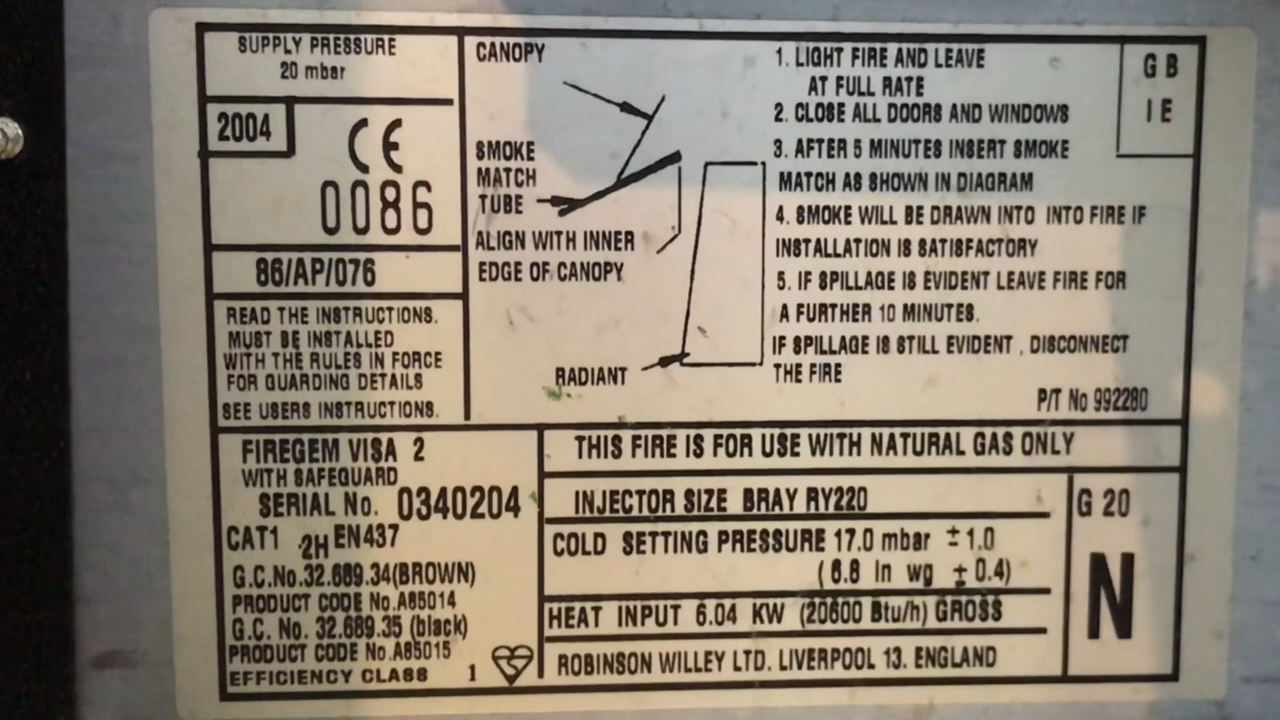 SUPPLY PRESSURE
20 mbar
2004
CE
0086
86/AP/076
READ THE INSTRUCTIONS.
MUST BE INSTALLED
WITH THE RULES IN FORCE
FOR GUARDING DETAILS
SEE USERS INSTRUCTIONS.
CANOPY
SMOKE
MATCH
TUBE
ALIGN WITH INNER
EDGE OF CANOPY
RADIANT
1. LIGHT FIRE AND LEAVE
AT FULL RATE
2. CLOSE ALL DOORS AND WINDOWS
3. AFTER 5 MINUTES INSERT SMOKE
MATCH AS SHOWN IN DIAGRAM
4. SMOKE WILL BE DRAWN INTO INTO FIRE IF
INSTALLATION IS SATISFACTORY
5. IF SPILLAGE IS EVIDENT LEAVE FIRE FOR
A FURTHER 10 MINUTES.
IF SPILLAGE IS STILL EVIDENT , DISCONNECT
THE FIRE
P/T No 992280
GB
IE
FIREGEM VISA 2
WITH SAFEGUARD
SERIAL No. 0340204
CAT1 2H EN437
G.C.No.32.689.34(BROWN)
PRODUCT CODE No.A85014
G.C. No. 32.689.35 (black)
PRODUCT CODE No.A85015
EFFICIENCY CLASS 1
THIS FIRE IS FOR USE WITH NATURAL GAS ONLY
INJECTOR SIZE BRAY RY220
COLD SETTING PRESSURE 17.0 mbar ±1.0
(6.8 In wg ± 0.4)
HEAT INPUT 6.04 KW (20600 Btu/h) GROSS
ROBINSON WILLEY LTD. LIVERPOOL 13. ENGLAND
G 20
N